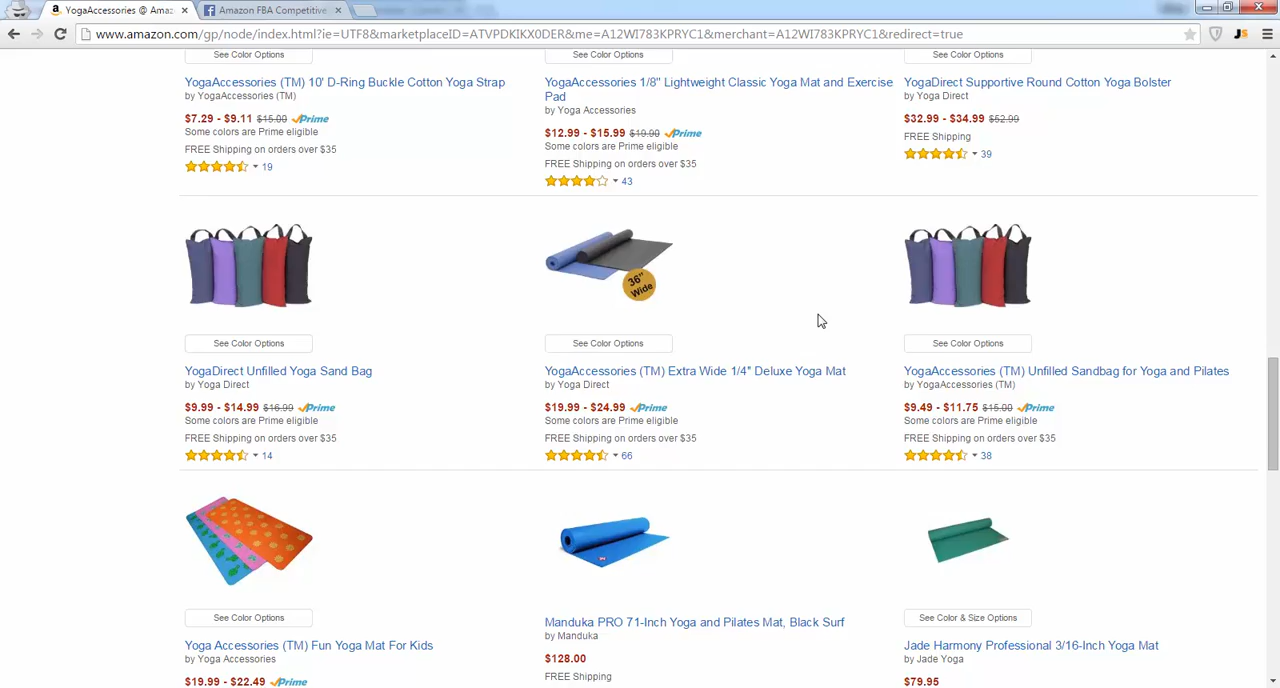 YogaAccessories @ Amaz
Amazon FBA Competitive
www.amazon.com/gp/node/index.html?ie=UTF8&marketplaceID=ATVPDKIKX0DER&me=A12WI783KPRYC1&merchant=A12WI783KPRYC1&redirect=true
JS
See Color Options
YogaAccessories (TM) 10' D-Ring Buckle Cotton Yoga Strap
by YogaAccessories (TM)
$7.29 - $9.11 $15.00 Prime
Some colors are Prime eligible
FREE Shipping on orders over $35
19
See Color Options
YogaAccessories 1/8" Lightweight Classic Yoga Mat and Exercise
Pad
by Yoga Accessories
$12.99 - $15.99 $19.90 Prime
Some colors are Prime eligible
FREE Shipping on orders over $35
43
See Color Options
YogaDirect Supportive Round Cotton Yoga Bolster
by Yoga Direct
$32.99 - $34.99 $52.99
FREE Shipping
39
See Color Options
YogaDirect Unfilled Yoga Sand Bag
by Yoga Direct
$9.99 - $14.99 $16.99 Prime
Some colors are Prime eligible
FREE Shipping on orders over $35
14
36"
Wide
See Color Options
YogaAccessories (TM) Extra Wide 1/4" Deluxe Yoga Mat
by Yoga Direct
$19.99 - $24.99 Prime
Some colors are Prime eligible
FREE Shipping on orders over $35
66
See Color Options
YogaAccessories (TM) Unfilled Sandbag for Yoga and Pilates
by YogaAccessories (TM)
$9.49 - $11.75 $15.00 Prime
Some colors are Prime eligible
FREE Shipping on orders over $35
38
See Color Options
Yoga Accessories (TM) Fun Yoga Mat For Kids
by Yoga Accessories
$19.99 - $22.49 Prime
Manduka PRO 71-Inch Yoga and Pilates Mat, Black Surf
by Manduka
$128.00
FREE Shipping
See Color & Size Options
Jade Harmony Professional 3/16-Inch Yoga Mat
by Jade Yoga
$79.95